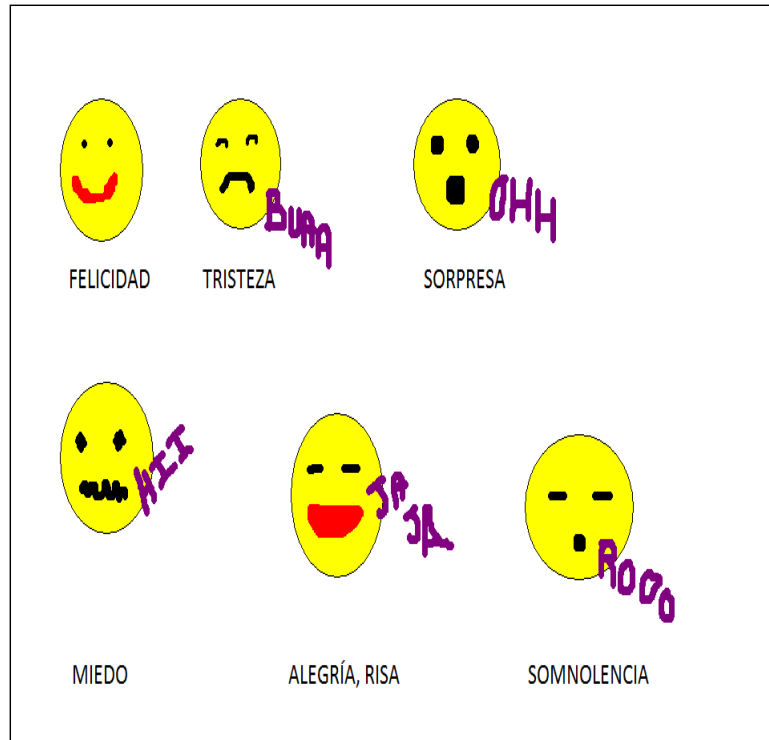 BUAA
OHH
FELICIDAD TRISTEZA SORPRESA
HII
JA
JA
ROOO
MIEDO ALEGRÍA, RISA SOMNOLENCIA